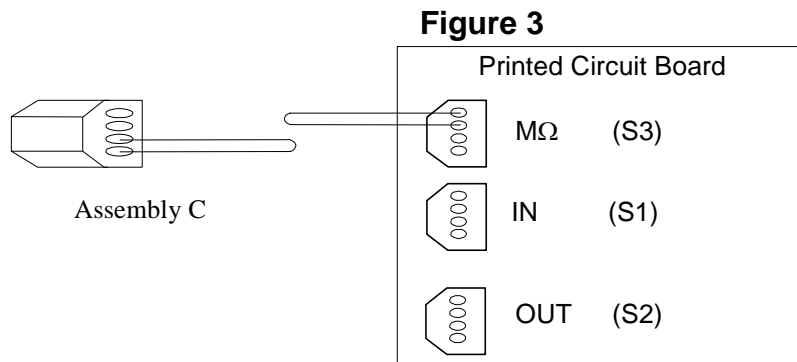 Figure 3
Printed Circuit Board
MΩ (S3)
Assembly C
IN (S1)
OUT (S2)